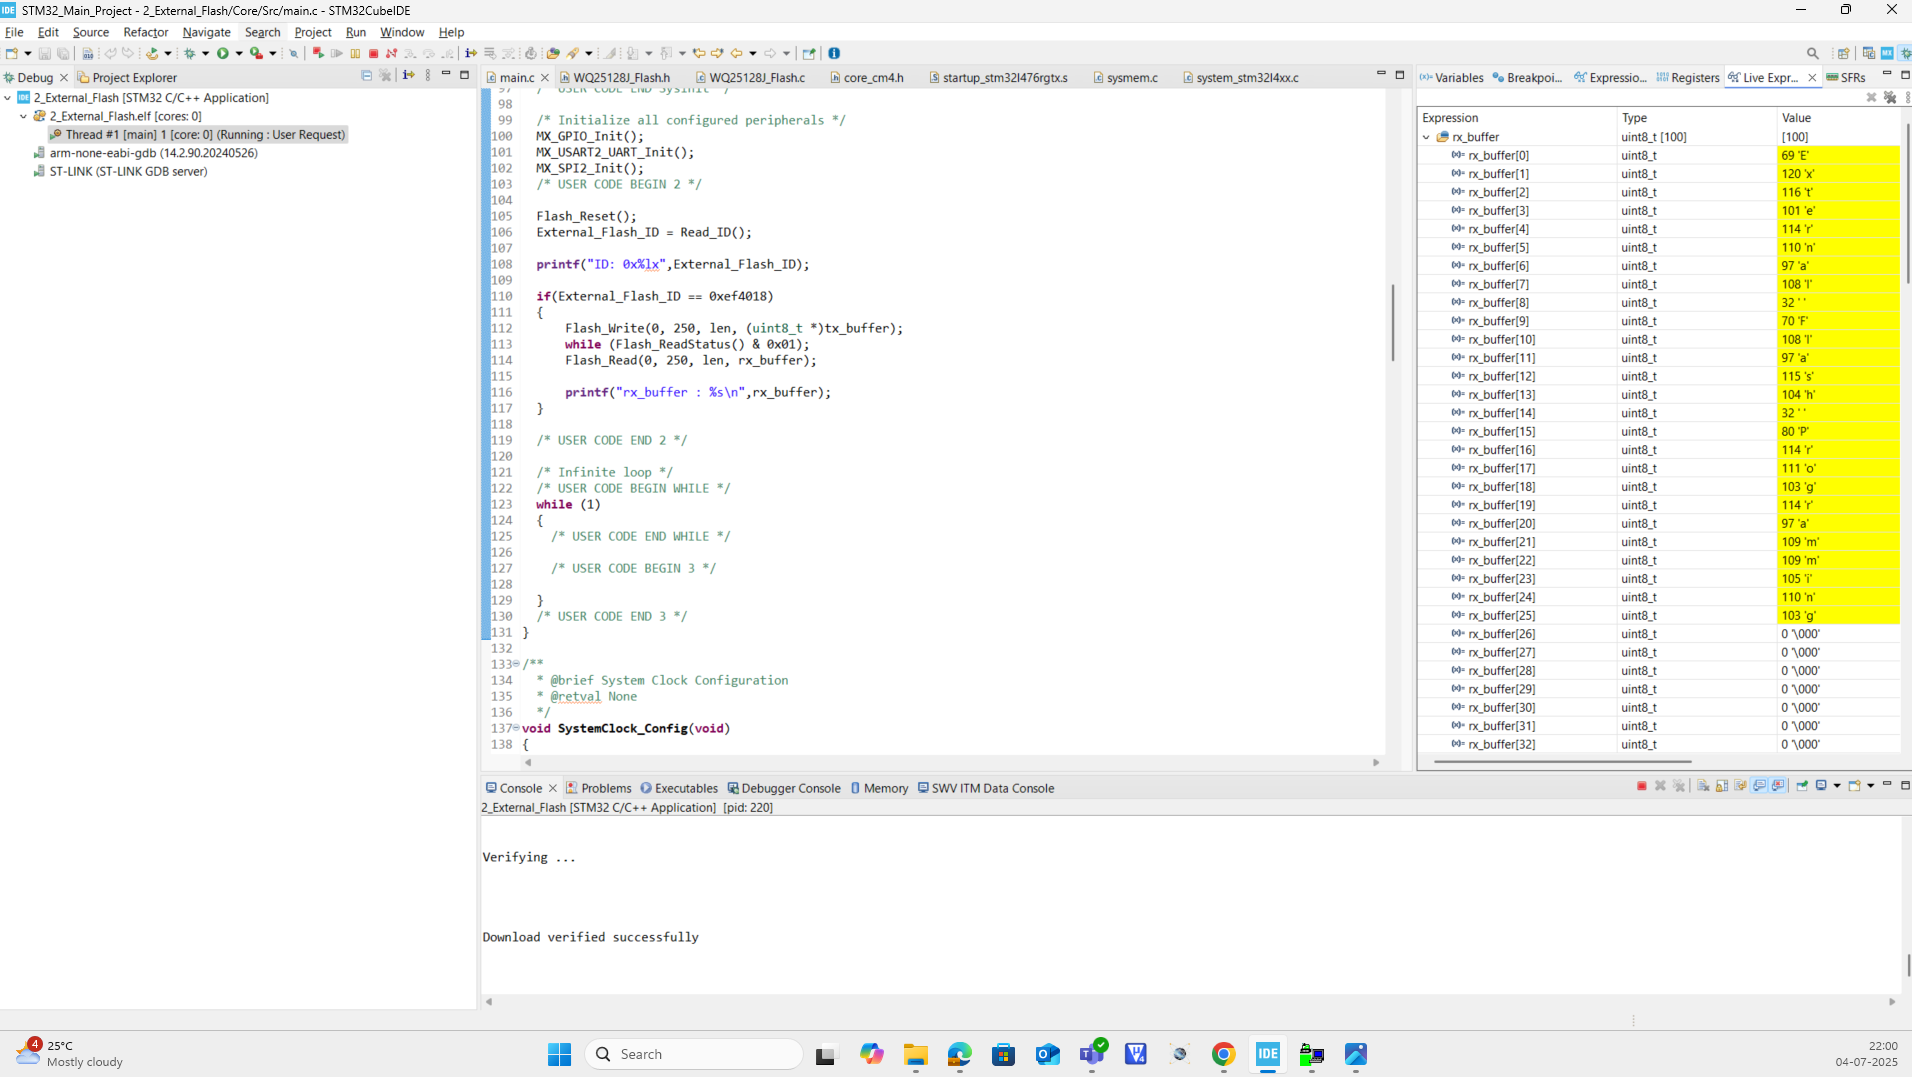 IDE STM32_Main_Project - 2_External_Flash/Core/Src/main.c - STM32CubeIDE
File Edit Source Refactor Navigate Search Project Run Window Help
Debug Project Explorer
2_External_Flash [STM32 C/C++ Application]
2_External_Flash.elf [cores: 0]
Thread #1 [main] 1 [core: 0] (Running : User Request)
arm-none-eabi-gdb (14.2.90.20240526)
ST-LINK (ST-LINK GDB server)
main.c WQ25128J_Flash.h WQ25128J_Flash.c core_cm4.h startup_stm32l476rgtx.s sysmem.c system_stm32l4xx.c
97 /* USER CODE END SysInit */
98
99 /* Initialize all configured peripherals */
100 MX_GPIO_Init();
101 MX_USART2_UART_Init();
102 MX_SPI2_Init();
103 /* USER CODE BEGIN 2 */
104
105 Flash_Reset();
106 External_Flash_ID = Read_ID();
107
108 printf("ID: 0x%lx",External_Flash_ID);
109
110 if(External_Flash_ID == 0xef4018)
111 {
112 Flash_Write(0, 250, len, (uint8_t *)tx_buffer);
113 while (Flash_ReadStatus() & 0x01);
114 Flash_Read(0, 250, len, rx_buffer);
115
116 printf("rx_buffer : %s\n",rx_buffer);
117 }
118
119 /* USER CODE END 2 */
120
121 /* Infinite loop */
122 /* USER CODE BEGIN WHILE */
123 while (1)
124 {
125 /* USER CODE END WHILE */
126
127 /* USER CODE BEGIN 3 */
128
129 }
130 /* USER CODE END 3 */
131 }
132
133 /**
134 * @brief System Clock Configuration
135 * @retval None
136 */
137 void SystemClock_Config(void)
138 {
Variables Breakpoi... Expressio... Registers Live Expr... SFRs
Expression Type Value
rx_buffer uint8_t [100] [100]
rx_buffer[0] uint8_t 69 'E'
rx_buffer[1] uint8_t 120 'x'
rx_buffer[2] uint8_t 116 't'
rx_buffer[3] uint8_t 101 'e'
rx_buffer[4] uint8_t 114 'r'
rx_buffer[5] uint8_t 110 'n'
rx_buffer[6] uint8_t 97 'a'
rx_buffer[7] uint8_t 108 'l'
rx_buffer[8] uint8_t 32 ' '
rx_buffer[9] uint8_t 70 'F'
rx_buffer[10] uint8_t 108 'l'
rx_buffer[11] uint8_t 97 'a'
rx_buffer[12] uint8_t 115 's'
rx_buffer[13] uint8_t 104 'h'
rx_buffer[14] uint8_t 32 ' '
rx_buffer[15] uint8_t 80 'P'
rx_buffer[16] uint8_t 114 'r'
rx_buffer[17] uint8_t 111 'o'
rx_buffer[18] uint8_t 103 'g'
rx_buffer[19] uint8_t 114 'r'
rx_buffer[20] uint8_t 97 'a'
rx_buffer[21] uint8_t 109 'm'
rx_buffer[22] uint8_t 109 'm'
rx_buffer[23] uint8_t 105 'i'
rx_buffer[24] uint8_t 110 'n'
rx_buffer[25] uint8_t 103 'g'
rx_buffer[26] uint8_t 0 '\000'
rx_buffer[27] uint8_t 0 '\000'
rx_buffer[28] uint8_t 0 '\000'
rx_buffer[29] uint8_t 0 '\000'
rx_buffer[30] uint8_t 0 '\000'
rx_buffer[31] uint8_t 0 '\000'
rx_buffer[32] uint8_t 0 '\000'
Console Problems Executables Debugger Console Memory SWV ITM Data Console
2_External_Flash [STM32 C/C++ Application] [pid: 220]
Verifying ...
Download verified successfully
4
25°C
Mostly cloudy
Search
IDE
22:00
04-07-2025